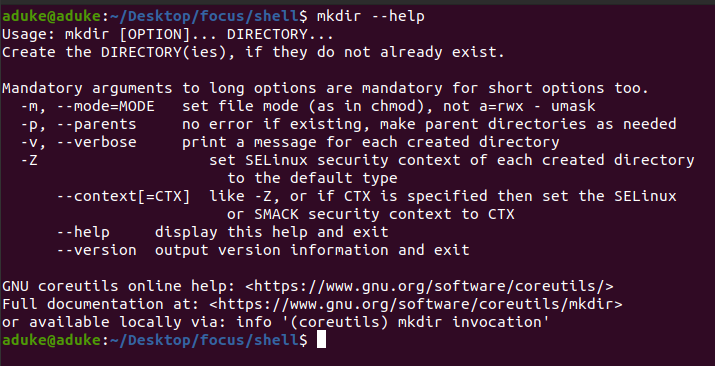 aduke@aduke:~/Desktop/focus/shell$ mkdir --help
Usage: mkdir [OPTION]... DIRECTORY...
Create the DIRECTORY(ies), if they do not already exist.

Mandatory arguments to long options are mandatory for short options too.
  -m, --mode=MODE   set file mode (as in chmod), not a=rwx - umask
  -p, --parents     no error if existing, make parent directories as needed
  -v, --verbose     print a message for each created directory
  -Z                   set SELinux security context of each created directory
                         to the default type
      --context[=CTX]  like -Z, or if CTX is specified then set the SELinux
                         or SMACK security context to CTX
      --help     display this help and exit
      --version  output version information and exit

GNU coreutils online help: <https://www.gnu.org/software/coreutils/>
Full documentation at: <https://www.gnu.org/software/coreutils/mkdir>
or available locally via: info '(coreutils) mkdir invocation'
aduke@aduke:~/Desktop/focus/shell$